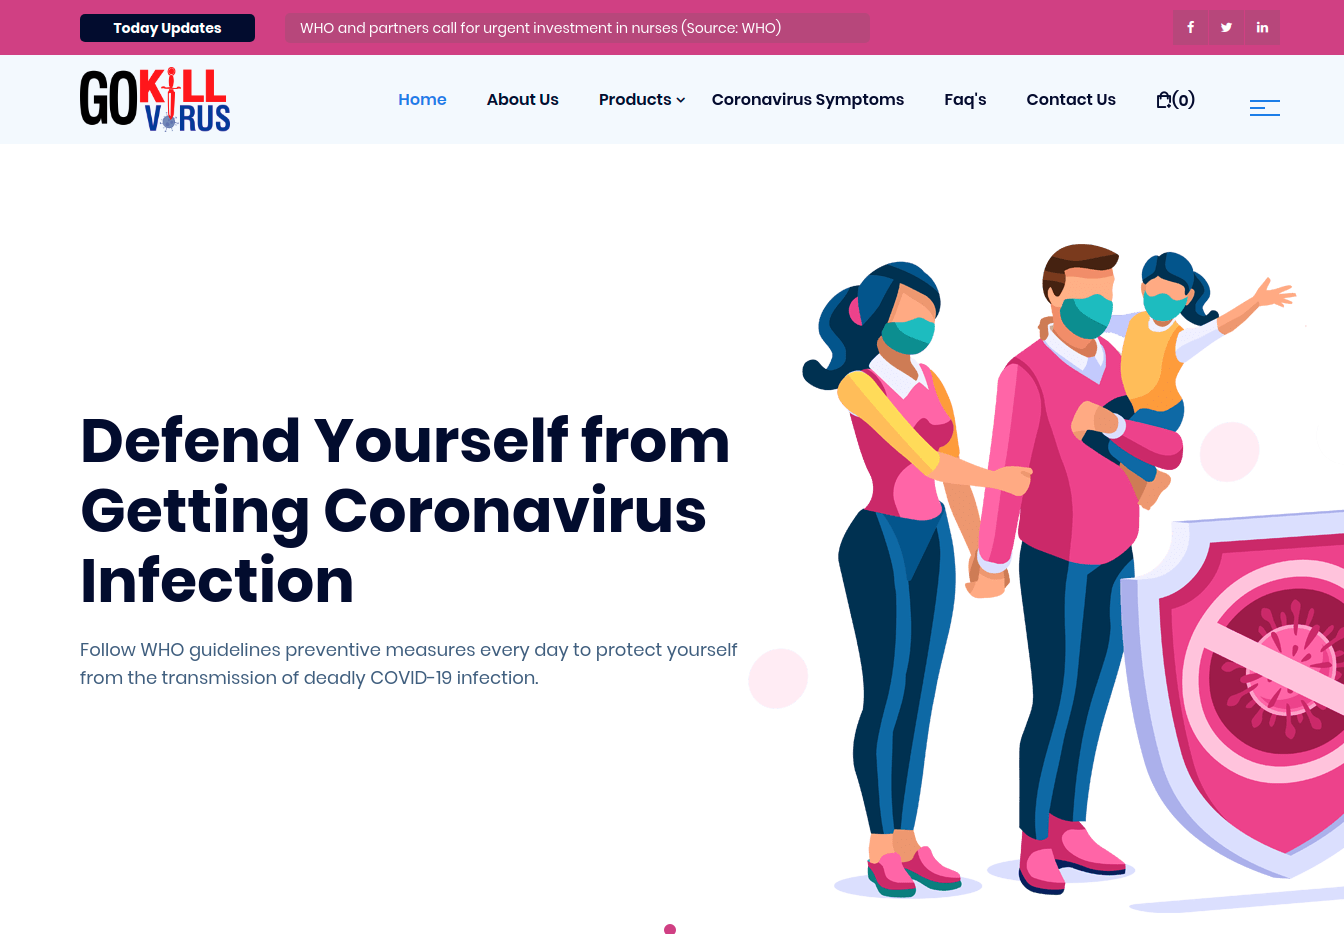 Today Updates
WHO and partners call for urgent investment in nurses (Source: WHO)
GO KILL
VIRUS
Home
About Us
Products
Coronavirus Symptoms
Faq's
Contact Us
(0)
Defend Yourself from
Getting Coronavirus
Infection
Follow WHO guidelines preventive measures every day to protect yourself
from the transmission of deadly COVID-19 infection.